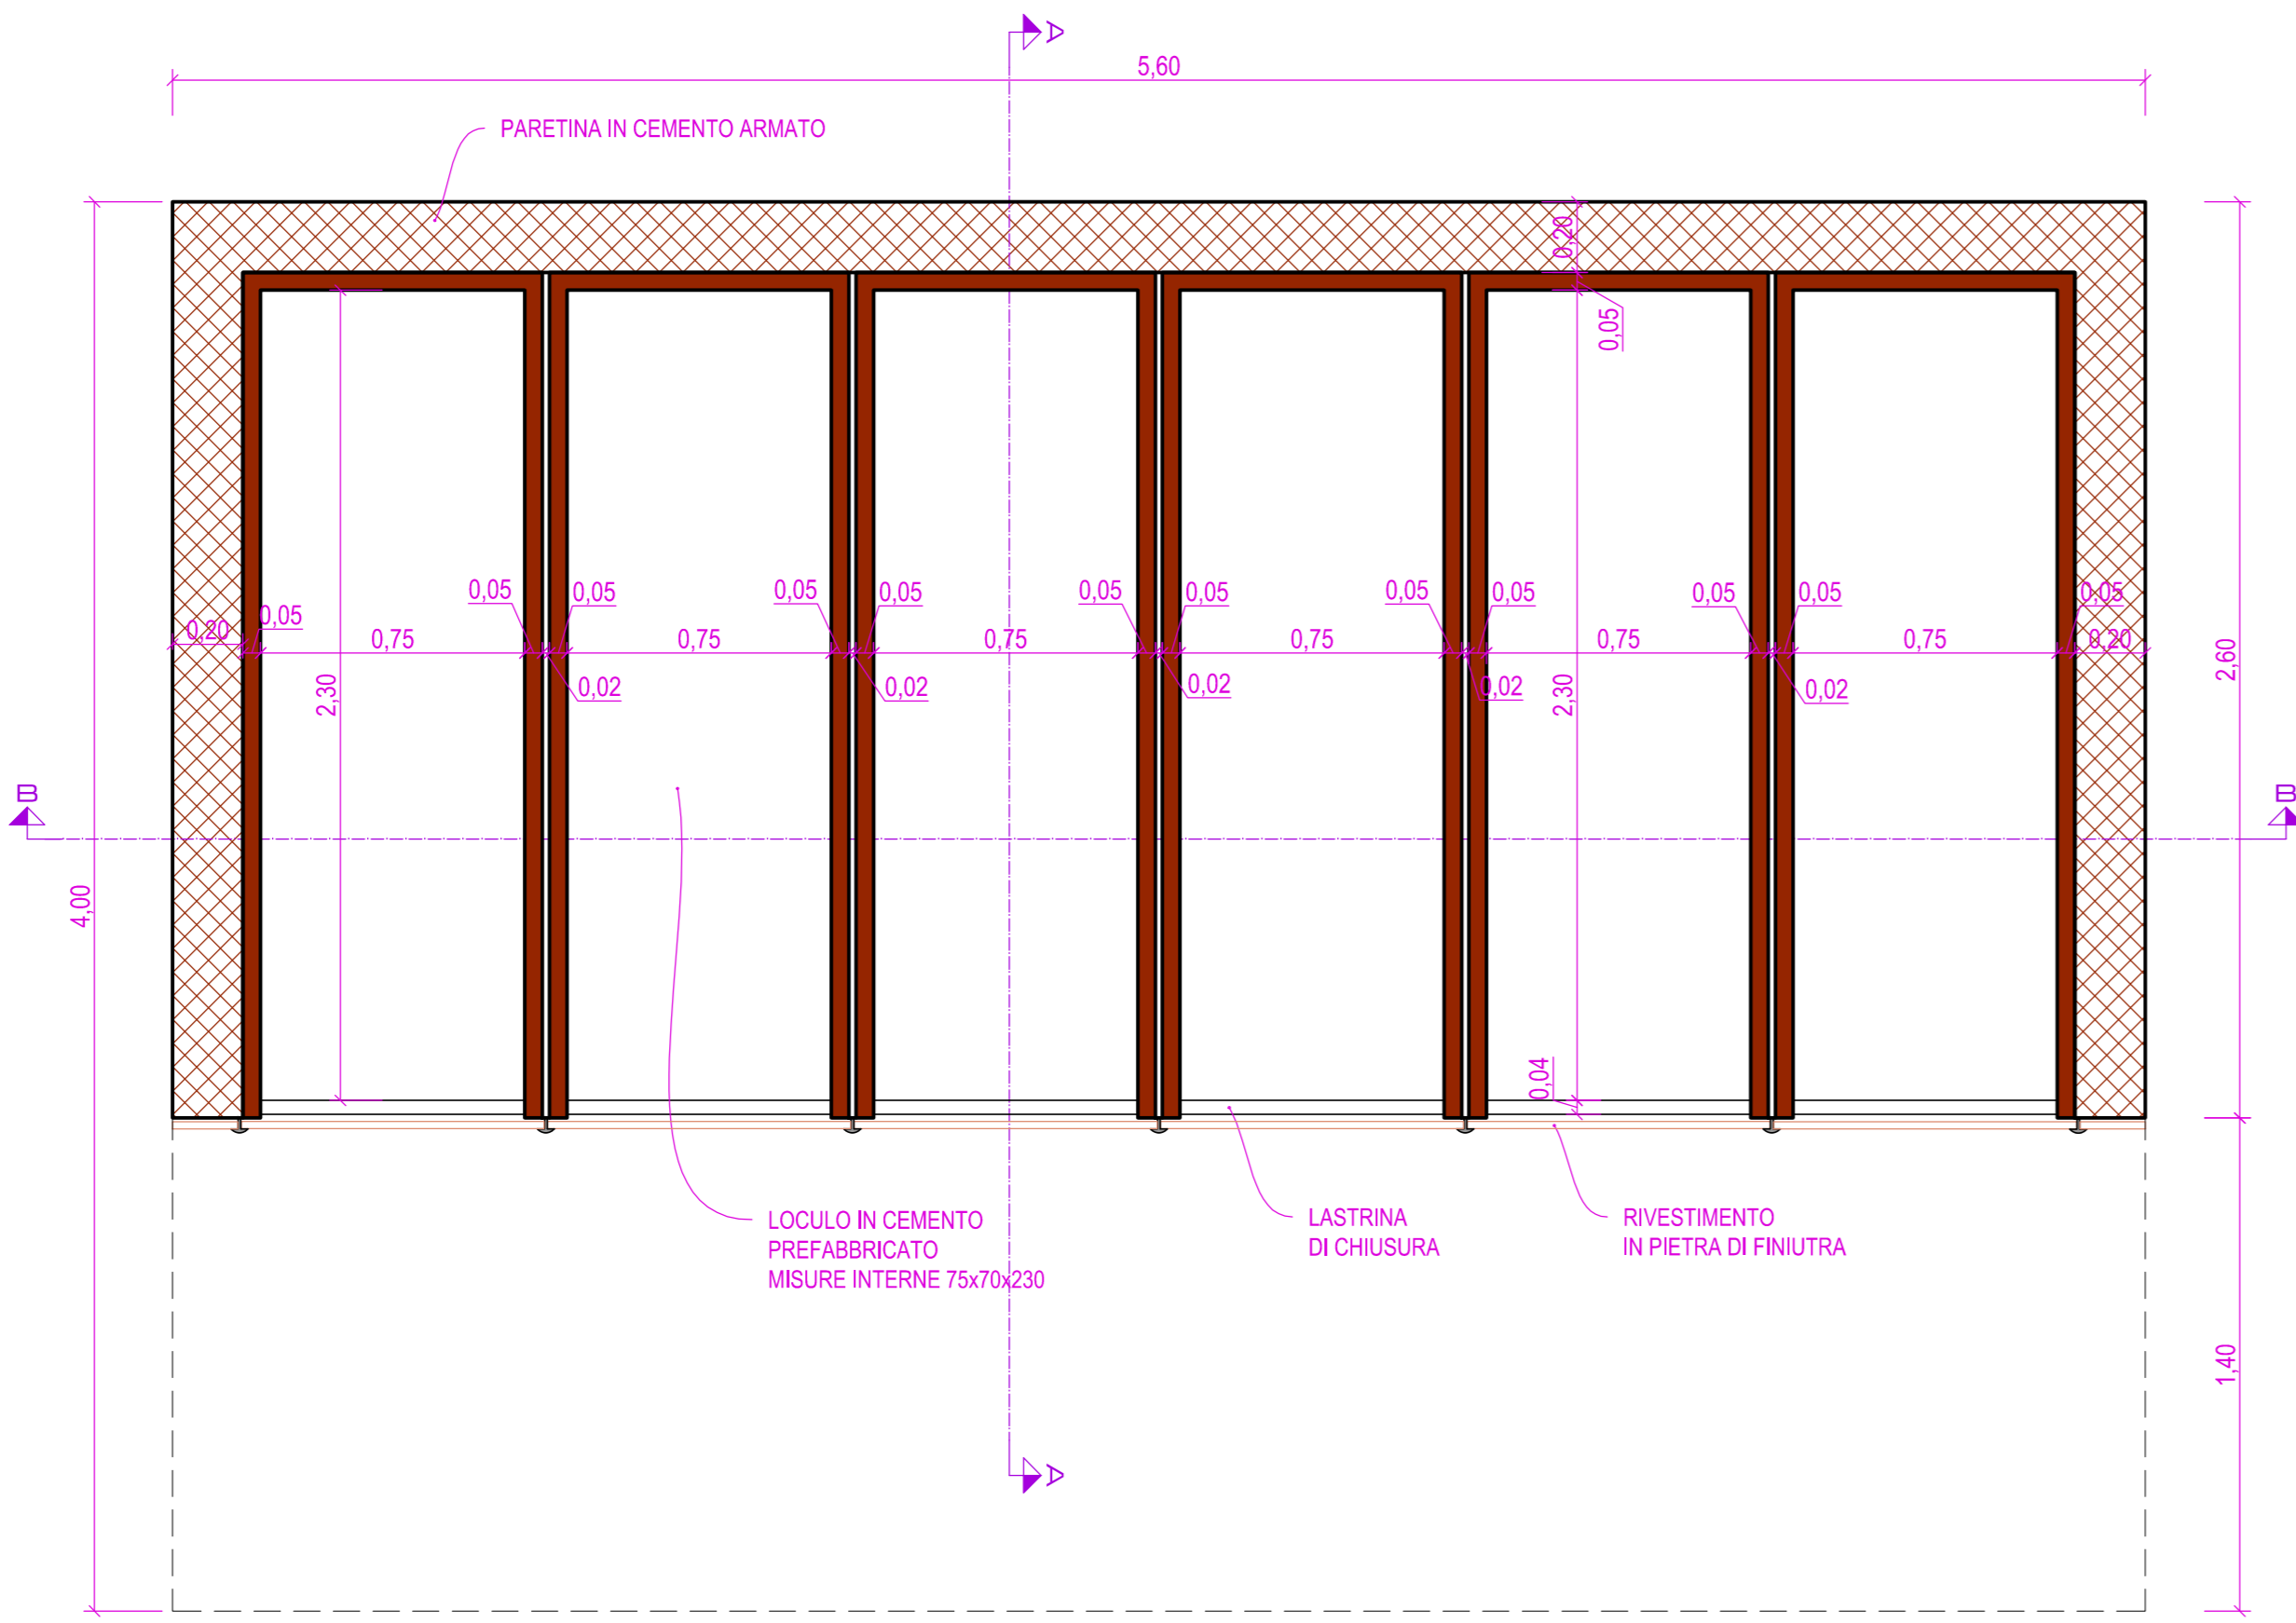 A
5,60
PARETINA IN CEMENTO ARMATO
0,20
0,05
0,05 0,05 0,05 0,05 0,05 0,05 0,05 0,05 0,05 0,05 0,05
0,05
0,20 0,75 0,75 0,75 0,75 0,75 0,75 0,20
2,30 0,02 0,02 0,02 0,02 0,02 2,30 2,60
B B
4,00
0,04
LOCULO IN CEMENTO
PREFABBRICATO
MISURE INTERNE 75x70x230
LASTRINA
DI CHIUSURA
RIVESTIMENTO
IN PIETRA DI FINIUTRA
1,40
A